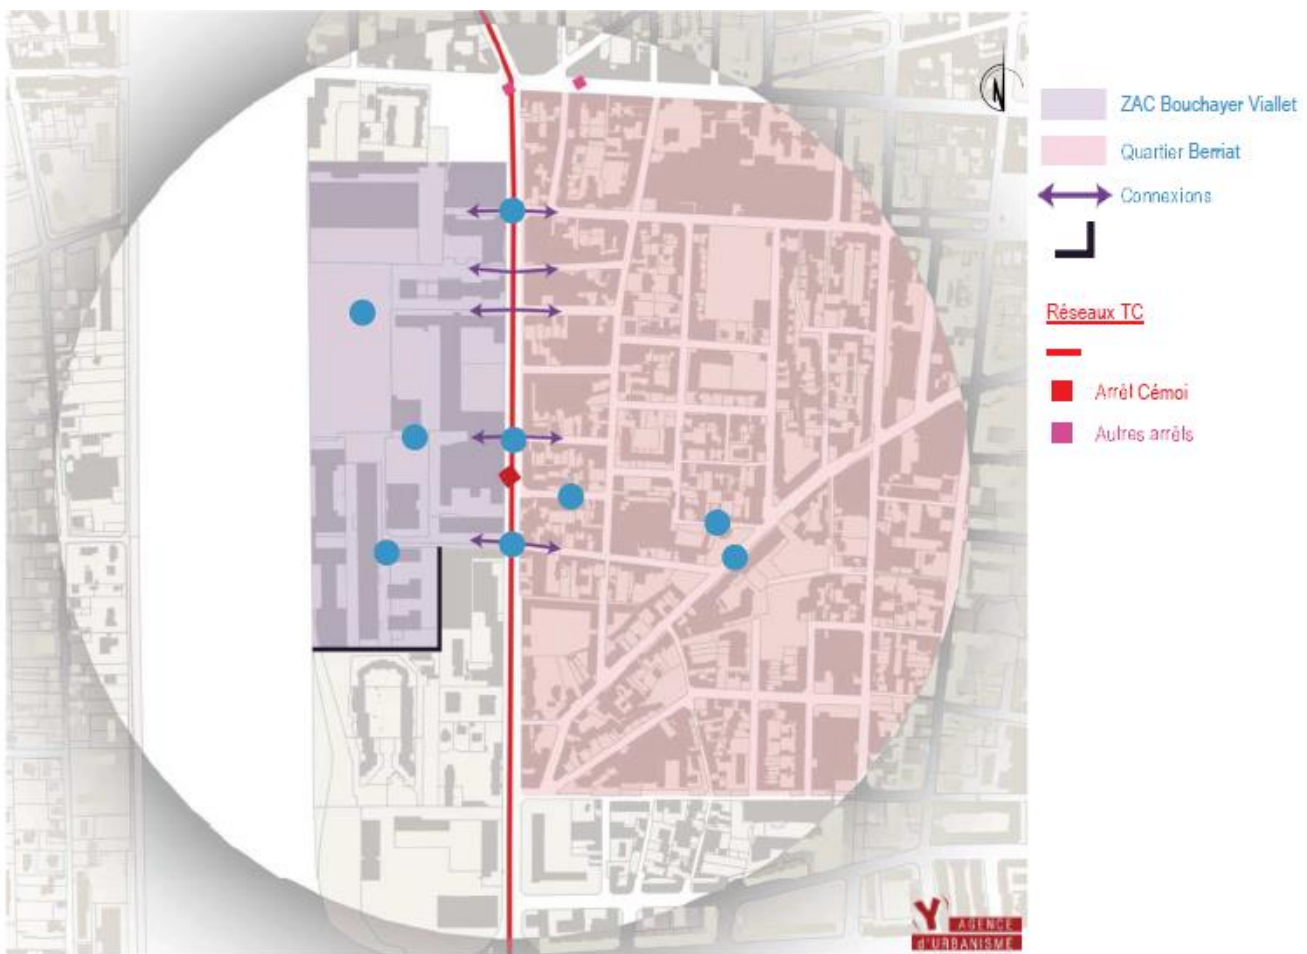 N
ZAC Bouchayer Viallet
Quartier Berriat
Connexions
Réseaux TC
Arrêt Cémoi
Autres arrêts
Y
AGENCE
d'URBANISME